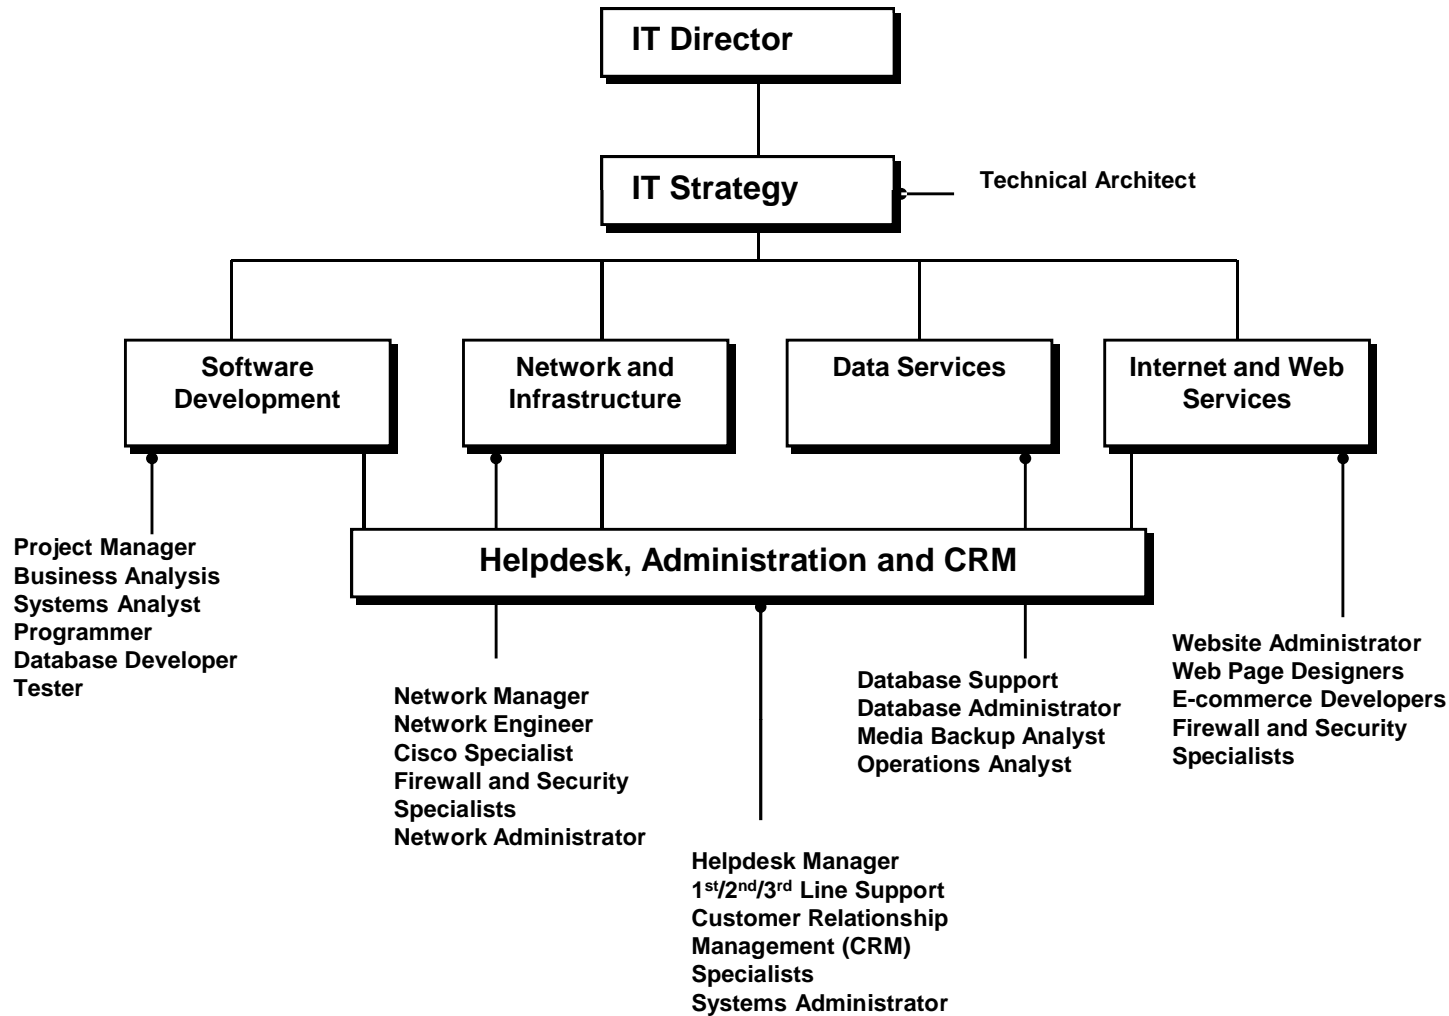 IT Director
IT Strategy
Technical Architect
Software
Development
Network and
Infrastructure
Data Services
Internet and Web
Services
Helpdesk, Administration and CRM
Project Manager
Business Analysis
Systems Analyst
Programmer
Database Developer
Tester
Network Manager
Network Engineer
Cisco Specialist
Firewall and Security
Specialists
Network Administrator
Helpdesk Manager
1st/2nd/3rd Line Support
Customer Relationship
Management (CRM)
Specialists
Systems Administrator
Database Support
Database Administrator
Media Backup Analyst
Operations Analyst
Website Administrator
Web Page Designers
E-commerce Developers
Firewall and Security
Specialists